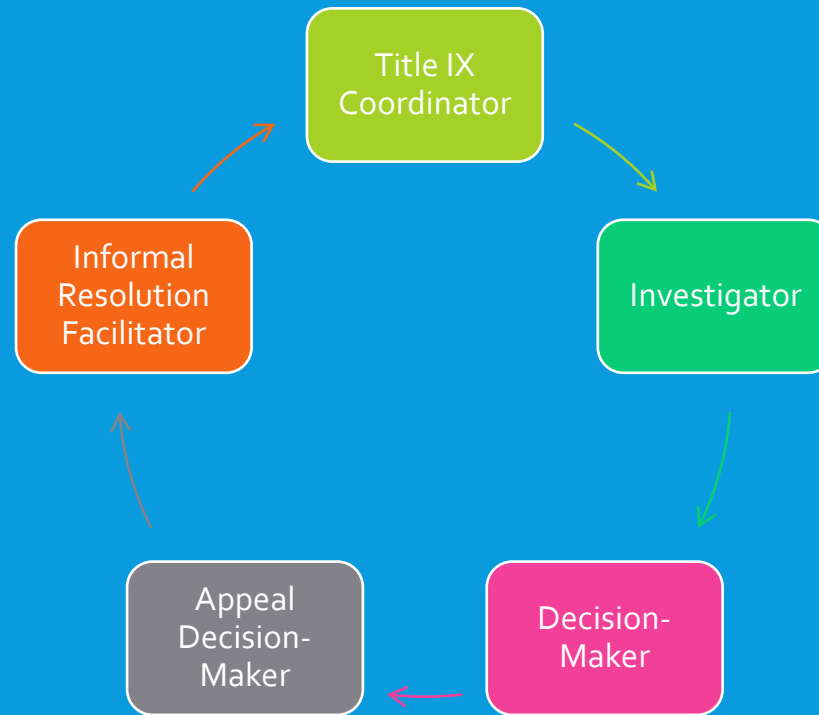 Title IX
Coordinator
Investigator
Decision-
Maker
Appeal
Decision-
Maker
Informal
Resolution
Facilitator